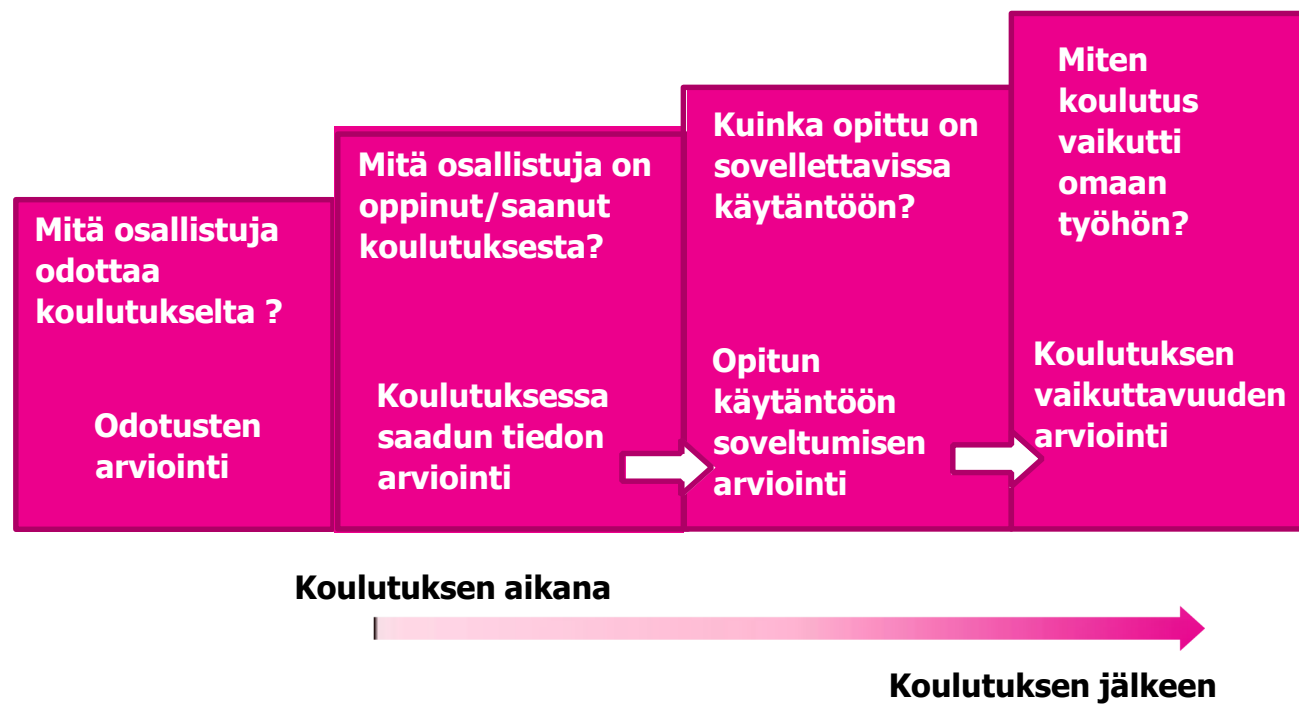 Mitä osallistuja
odottaa
koulutukselta ?
Odotusten
arviointi
Mitä osallistuja on
oppinut/saanut
koulutuksesta?
Koulutuksessa
saadun tiedon
arviointi
Kuinka opittu on
sovellettavissa
käytäntöön?
Opitun
käytäntöön
soveltumisen
arviointi
Miten
koulutus
vaikutti
omaan
työhön?
Koulutuksen
vaikuttavuuden
arviointi
Koulutuksen aikana
Koulutuksen jälkeen